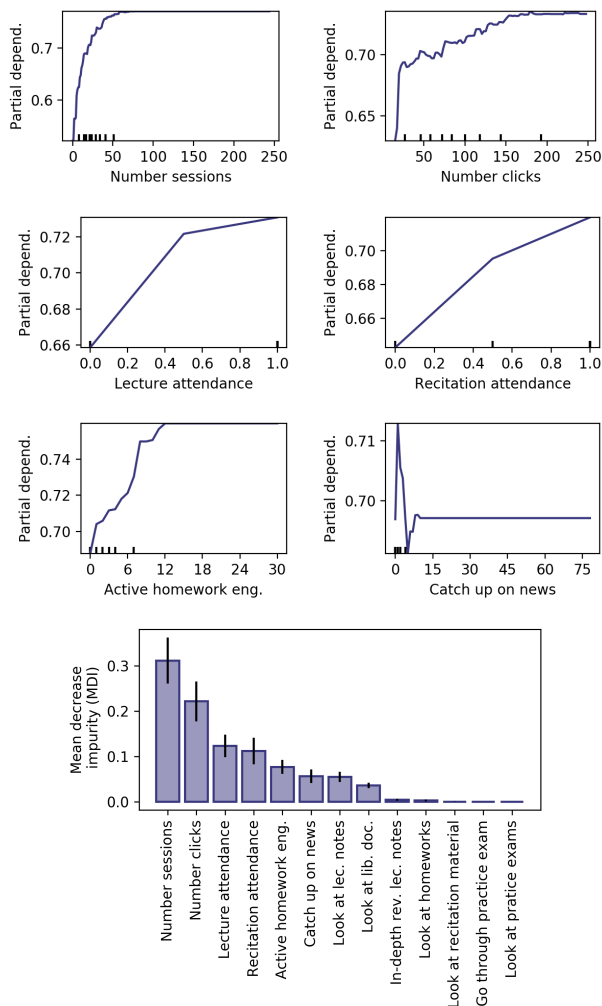 Partial depend.
0.7
0.6
0 50 100 150 200 250
Number sessions
Partial depend.
0.70
0.65
50 100 150 200 250
Number clicks
Partial depend.
0.72
0.70
0.68
0.66
0.0 0.2 0.4 0.6 0.8 1.0
Lecture attendance
Partial depend.
0.70
0.68
0.66
0.0 0.2 0.4 0.6 0.8 1.0
Recitation attendance
Partial depend.
0.74
0.72
0.70
0 6 12 18 24 30
Active homework eng.
Partial depend.
0.71
0.70
0 15 30 45 60 75
Catch up on news
Mean decrease
impurity (MDI)
0.3
0.2
0.1
0.0
Number sessions
Number clicks
Lecture attendance
Recitation attendance
Active homework eng.
Catch up on news
Look at lec. notes
Look at lib. doc.
In-depth rev. lec. notes
Look at homeworks
Look at recitation material
Go through practice exam
Look at pratice exams